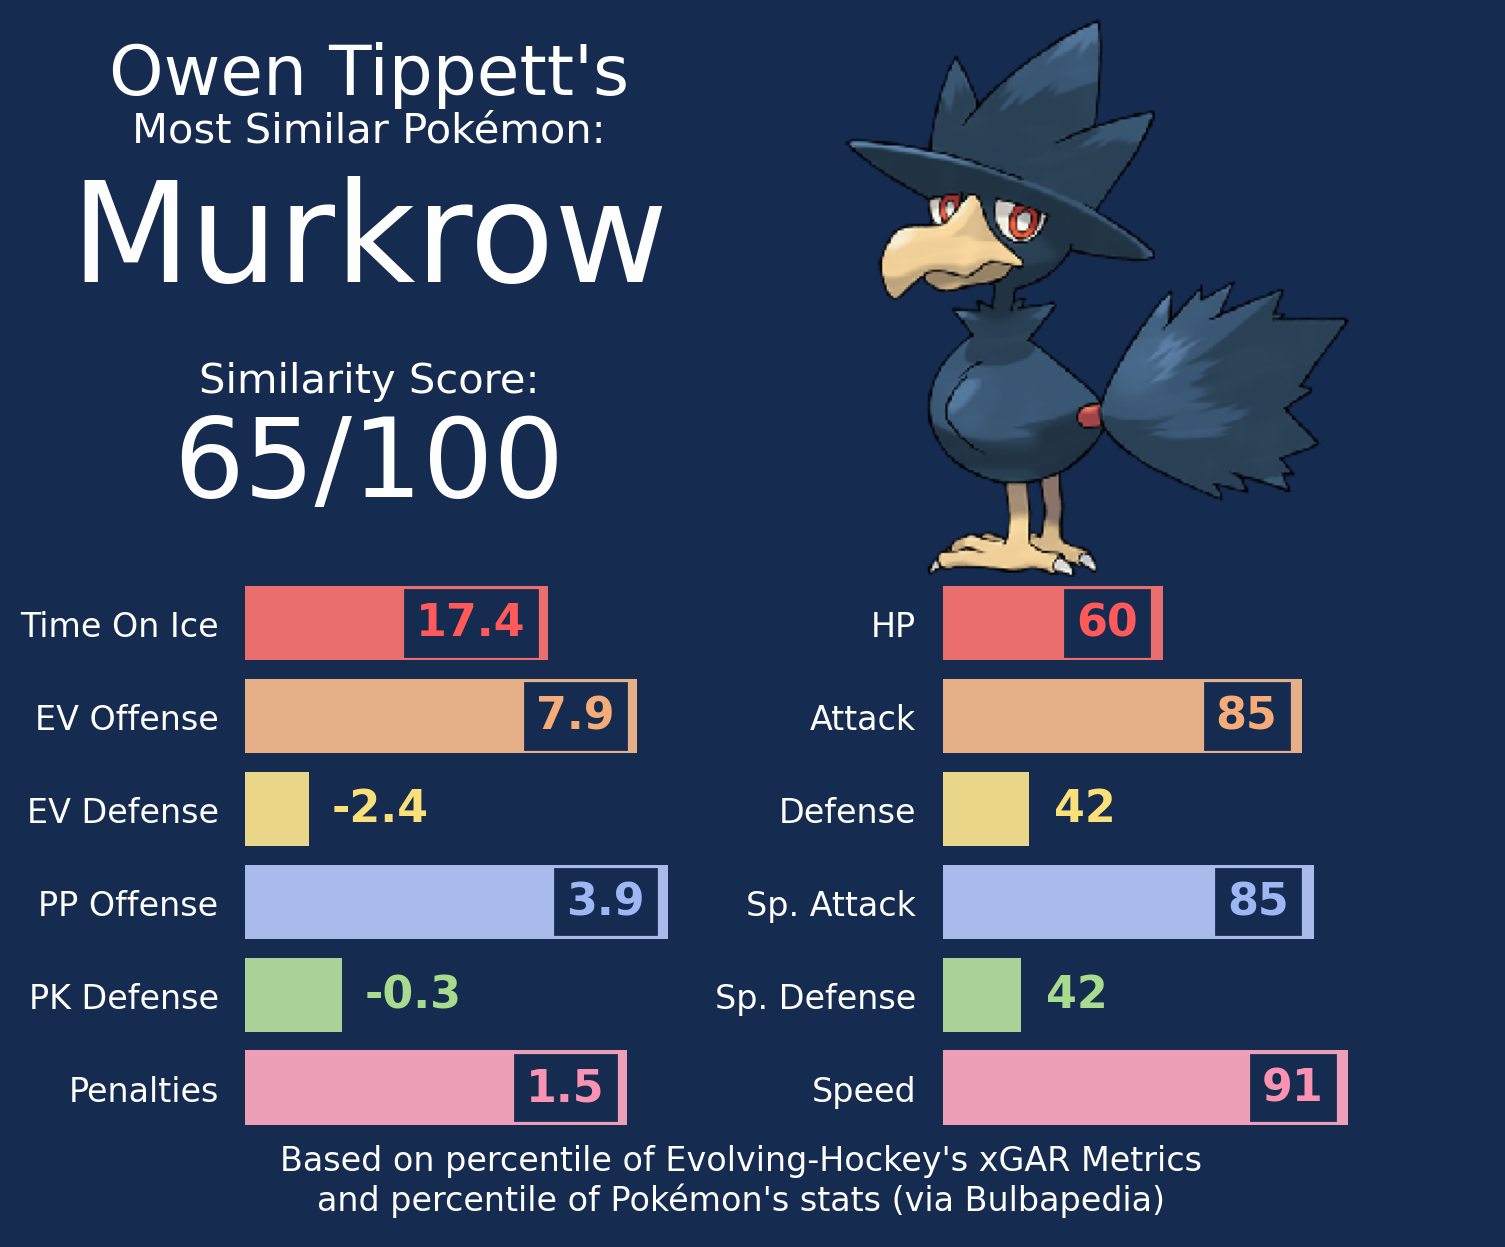 Owen Tippett's
Most Similar Pokémon:
Murkrow
Similarity Score:
65/100
Time On Ice 17.4
EV Offense 7.9
EV Defense -2.4
PP Offense 3.9
PK Defense -0.3
Penalties 1.5
HP 60
Attack 85
Defense 42
Sp. Attack 85
Sp. Defense 42
Speed 91
Based on percentile of Evolving-Hockey's xGAR Metrics
and percentile of Pokémon's stats (via Bulbapedia)